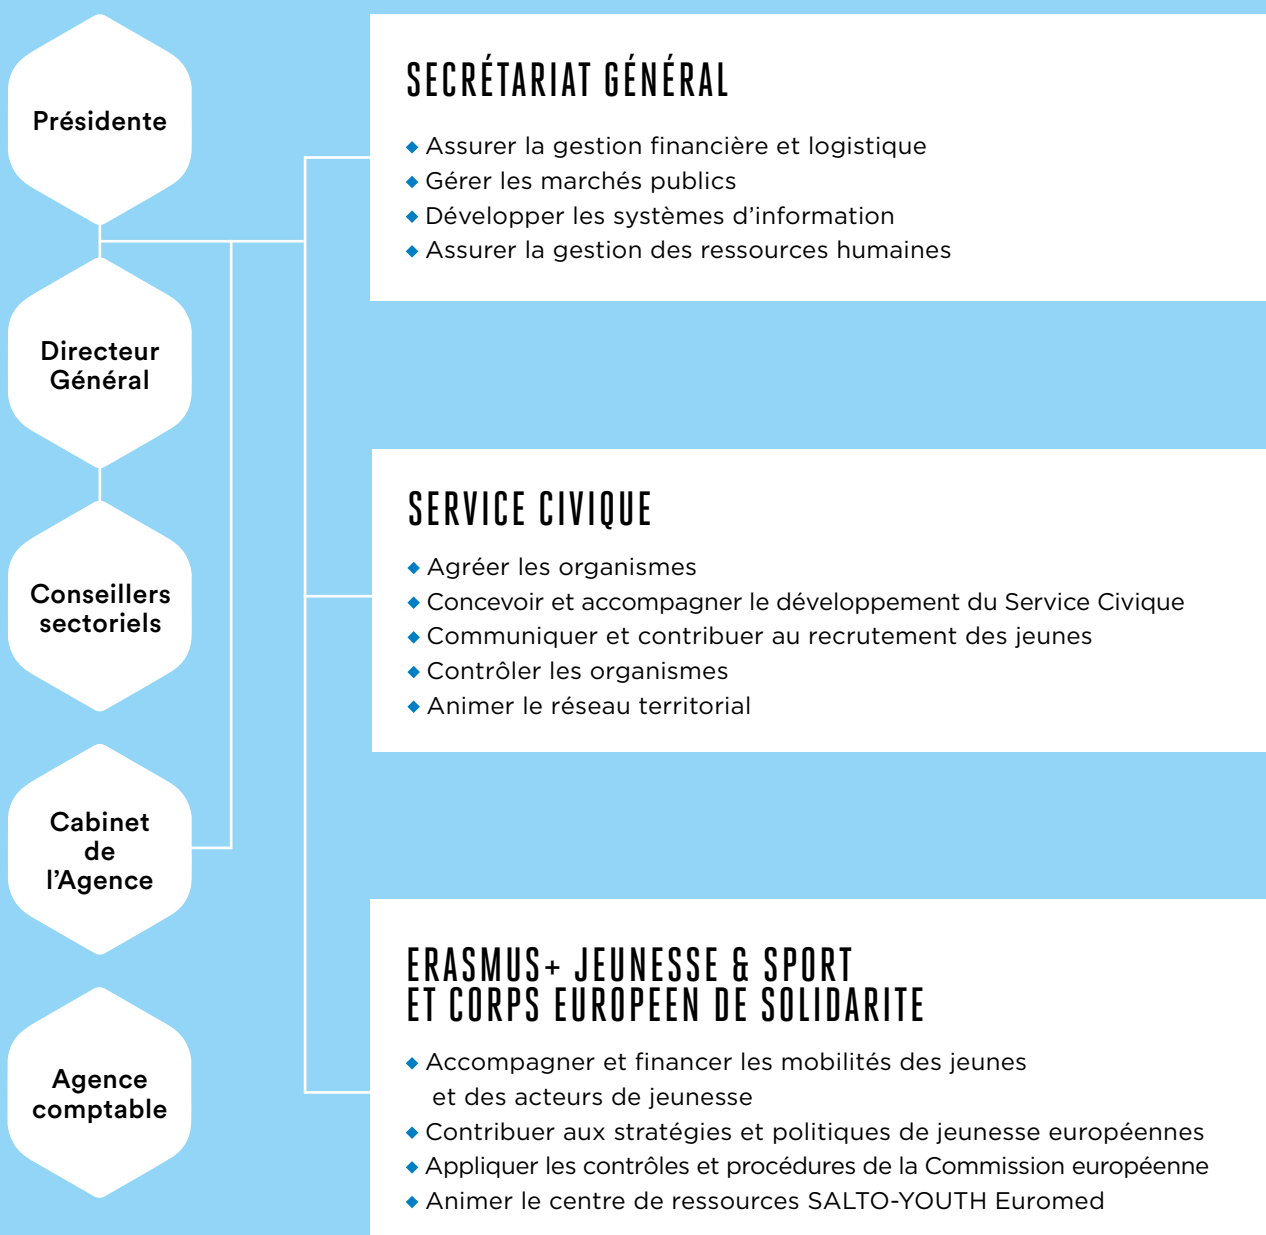 Présidente
Directeur
Général
Conseillers
sectoriels
Cabinet
de
l’Agence
Agence
comptable
SECRÉTARIAT GÉNÉRAL
◆ Assurer la gestion financière et logistique
◆ Gérer les marchés publics
◆ Développer les systèmes d’information
◆ Assurer la gestion des ressources humaines
SERVICE CIVIQUE
◆ Agréer les organismes
◆ Concevoir et accompagner le développement du Service Civique
◆ Communiquer et contribuer au recrutement des jeunes
◆ Contrôler les organismes
◆ Animer le réseau territorial
ERASMUS+ JEUNESSE & SPORT
ET CORPS EUROPEEN DE SOLIDARITE
◆ Accompagner et financer les mobilités des jeunes
et des acteurs de jeunesse
◆ Contribuer aux stratégies et politiques de jeunesse européennes
◆ Appliquer les contrôles et procédures de la Commission européenne
◆ Animer le centre de ressources SALTO-YOUTH Euromed